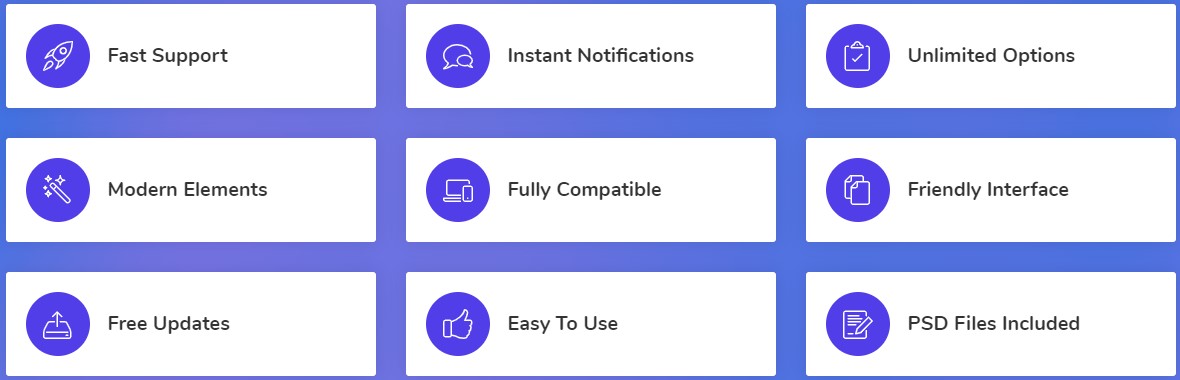 Fast Support
Instant Notifications
Unlimited Options
Modern Elements
Fully Compatible
Friendly Interface
Free Updates
Easy To Use
PSD Files Included